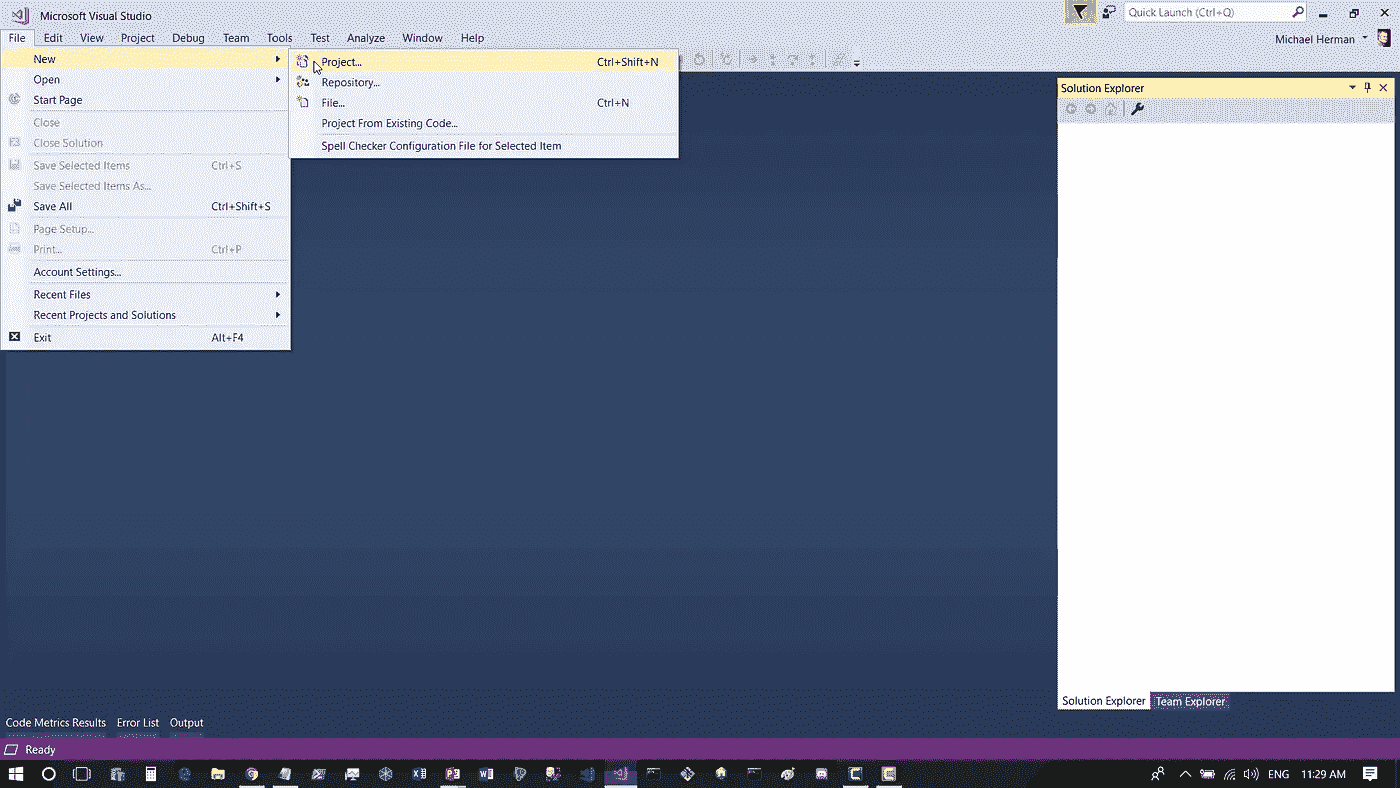 Microsoft Visual Studio
Quick Launch (Ctrl+Q)
File Edit View Project Debug Team Tools Test Analyze Window Help
Michael Herman
New
Open
Start Page
Close
Close Solution
Save Selected Items Ctrl+S
Save Selected Items As...
Save All Ctrl+Shift+S
Page Setup...
Print... Ctrl+P
Account Settings...
Recent Files
Recent Projects and Solutions
Exit Alt+F4
Project... Ctrl+Shift+N
Repository...
File... Ctrl+N
Project From Existing Code...
Spell Checker Configuration File for Selected Item
Solution Explorer
Solution Explorer Team Explorer
Code Metrics Results Error List Output
Ready
ENG 11:29 AM